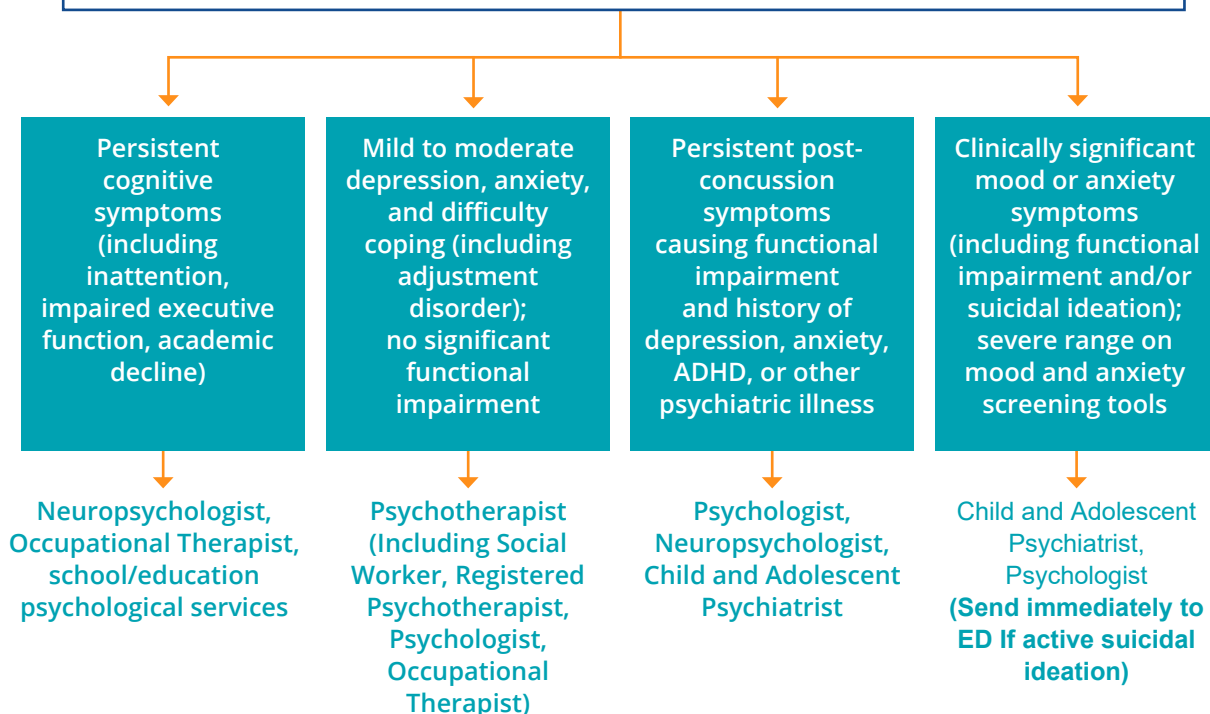 Persistent
cognitive
symptoms
(including
inattention,
impaired executive
function, academic
decline)
Mild to moderate
depression, anxiety,
and difficulty
coping (including
adjustment
disorder);
no significant
functional
impairment
Persistent post-
concussion
symptoms
causing functional
impairment
and history of
depression, anxiety,
ADHD, or other
psychiatric illness
Clinically significant
mood or anxiety
symptoms
(including functional
impairment and/or
suicidal ideation);
severe range on
mood and anxiety
screening tools
Neuropsychologist,
Occupational Therapist,
school/education
psychological services
Psychotherapist
(Including Social
Worker, Registered
Psychotherapist,
Psychologist,
Occupational
Therapist)
Psychologist,
Neuropsychologist,
Child and Adolescent
Psychiatrist
Child and Adolescent
Psychiatrist,
Psychologist
(Send immediately to
ED If active suicidal
ideation)